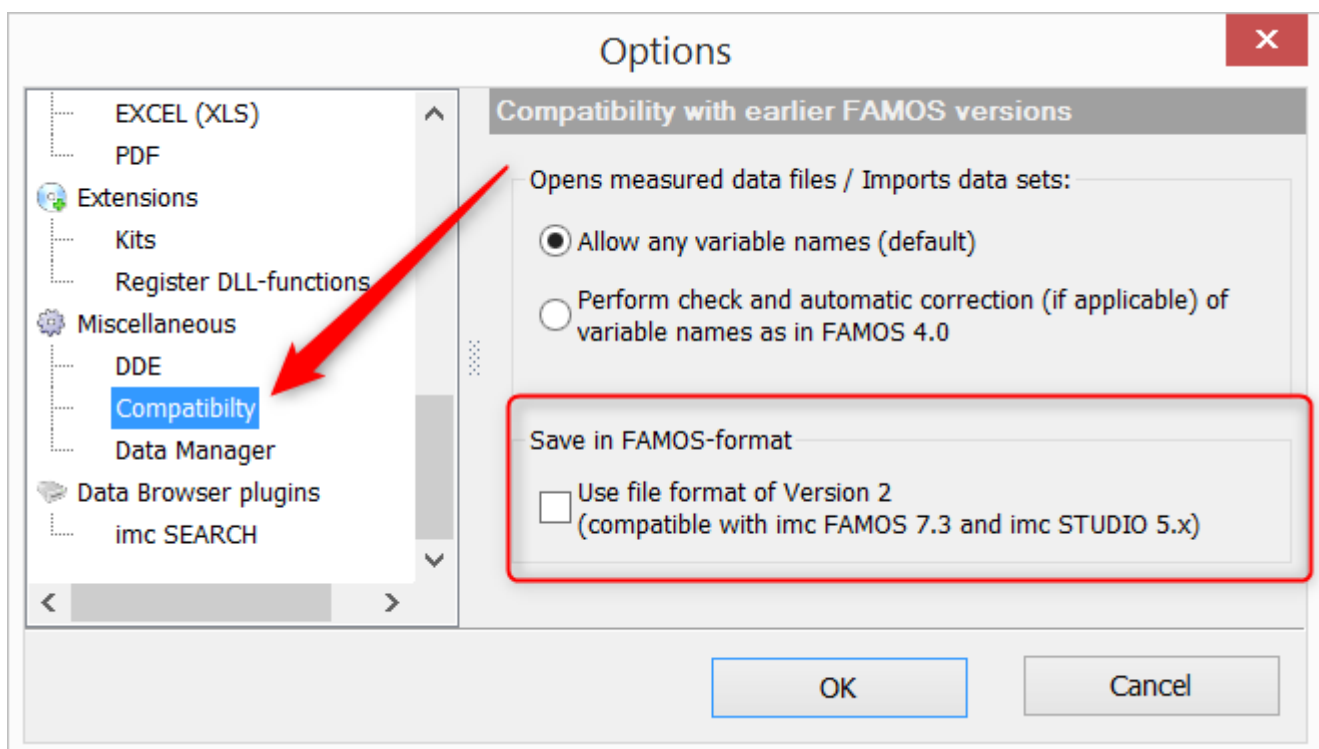 Options
EXCEL (XLS)
PDF
Extensions
Kits
Register DLL-functions
Miscellaneous
DDE
Compatibilty
Data Manager
Data Browser plugins
imc SEARCH
Compatibility with earlier FAMOS versions
Opens measured data files / Imports data sets:
Allow any variable names (default)
Perform check and automatic correction (if applicable) of
variable names as in FAMOS 4.0
Save in FAMOS-format
Use file format of Version 2
(compatible with imc FAMOS 7.3 and imc STUDIO 5.x)
OK
Cancel